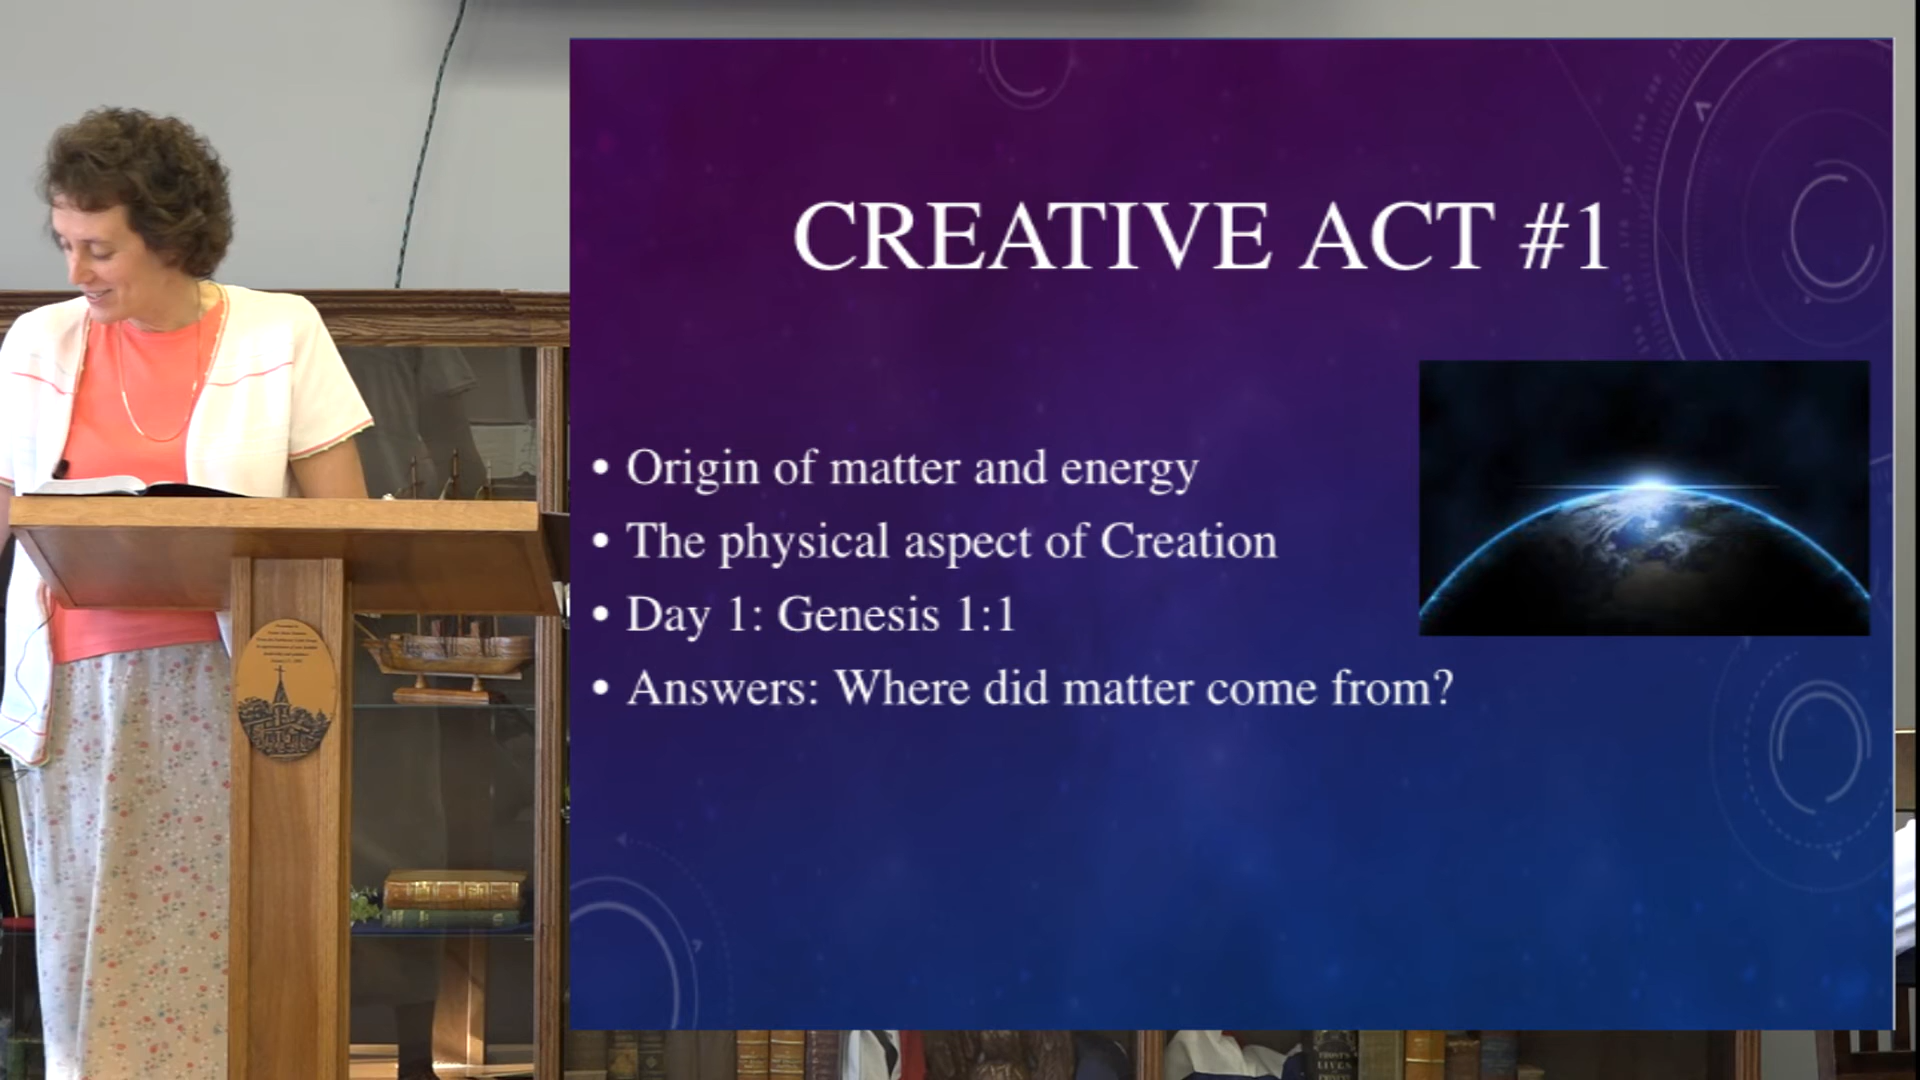 CREATIVE ACT #1
• Origin of matter and energy
• The physical aspect of Creation
• Day 1: Genesis 1:1
• Answers: Where did matter come from?
LIVES